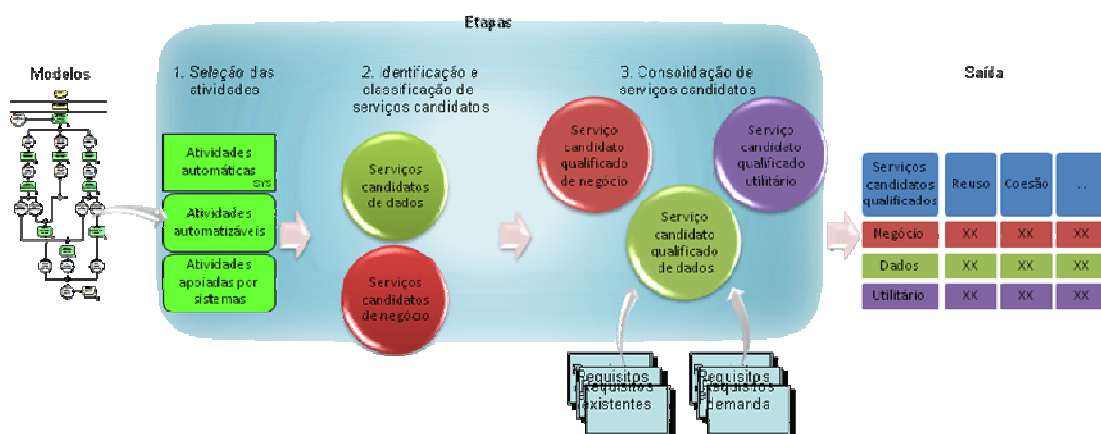 Etapas
Modelos
1. Seleção das
atividades
Atividades
automáticas
SYS
Atividades
automatizáveis
Atividades
apoiadas por
sistemas
2. Identificação e
classificação de
serviços candidatos
Serviços
candidatos
de dados
Serviços
candidatos
de negócio
3. Consolidação de
serviços candidatos
Serviço
candidato
qualificado
de negócio
Serviço
candidato
qualificado
utilitário
Serviço
candidato
qualificado
de dados
Requisitos
existentes
Requisitos
demanda
Saída
Serviços
candidatos
qualificados
Reuso
Coesão
...
Negócio
XX
XX
XX
Dados
XX
XX
XX
Utilitário
XX
XX
XX